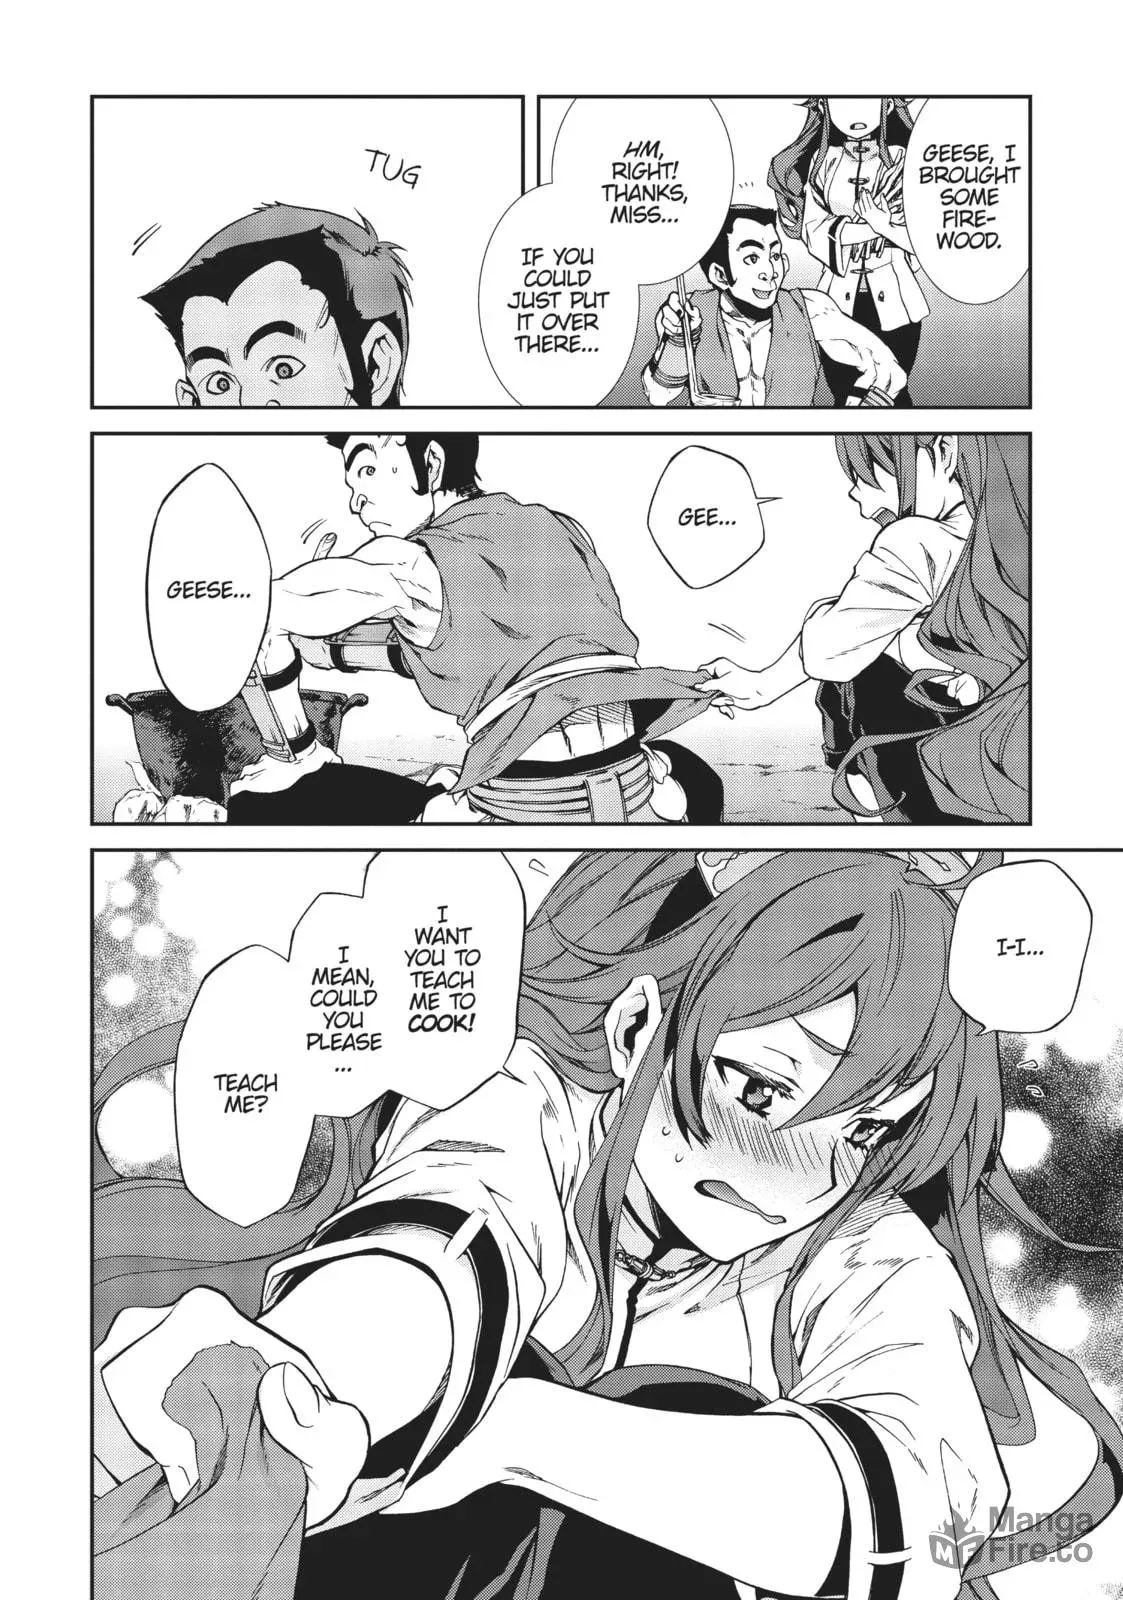 GEESE, I
BROUGHT
SOME
FIRE-
WOOD.
HM,
RIGHT!
THANKS,
MISS...
IF YOU
COULD
JUST PUT
IT OVER
THERE...
TUG
GEE...
GEESE...
I-I...
I
WANT
YOU TO
TEACH
ME TO
COOK!
I
MEAN,
COULD
YOU
PLEASE
...
TEACH
ME?
Manga
Fire.co